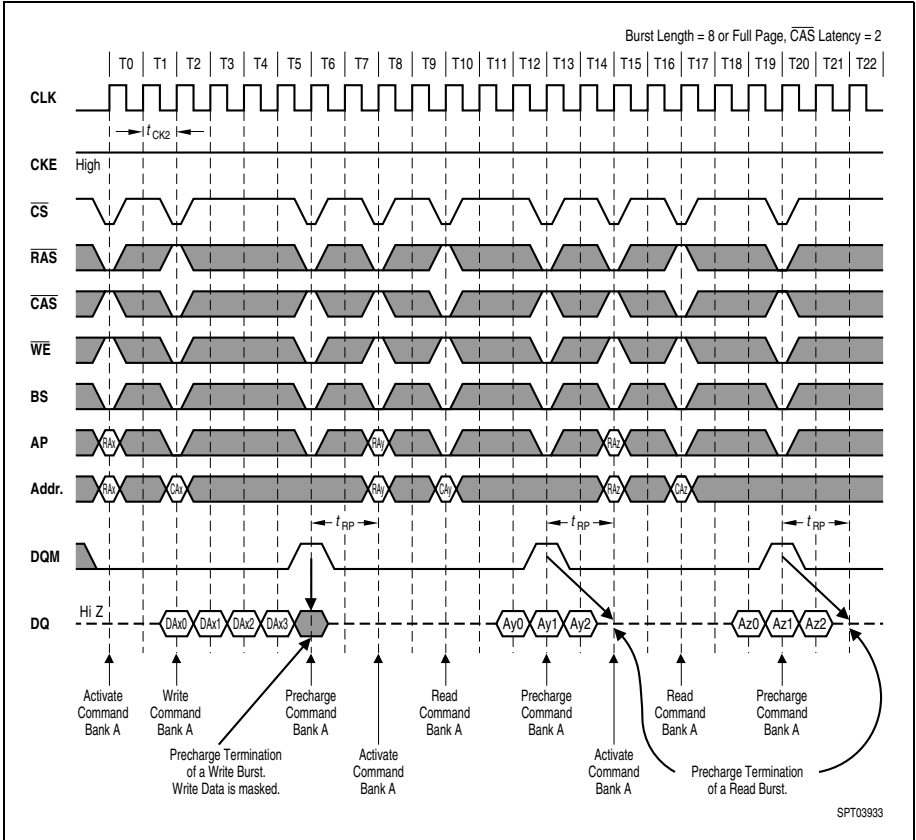 Burst Length = 8 or Full Page, CAS Latency = 2
T0 T1 T2 T3 T4 T5 T6 T7 T8 T9 T10 T11 T12 T13 T14 T15 T16 T17 T18 T19 T20 T21 T22
CLK
t CK2
CKE High
CS
RAS
CAS
WE
BS
AP RAx RAy RAz
Addr. RAx CAx RAy CAy RAz CAz
t RP t RP t RP
DQM
DQ Hi Z DAx0 DAx1 DAx2 DAx3 Ay0 Ay1 Ay2 Az0 Az1 Az2
Activate Command Bank A
Write Command Bank A
Precharge Command Bank A
Read Command Bank A
Precharge Command Bank A
Read Command Bank A
Precharge Command Bank A
Precharge Termination
of a Write Burst.
Write Data is masked.
Activate Command Bank A
Activate Command Bank A
Precharge Termination
of a Read Burst.
SPT03933